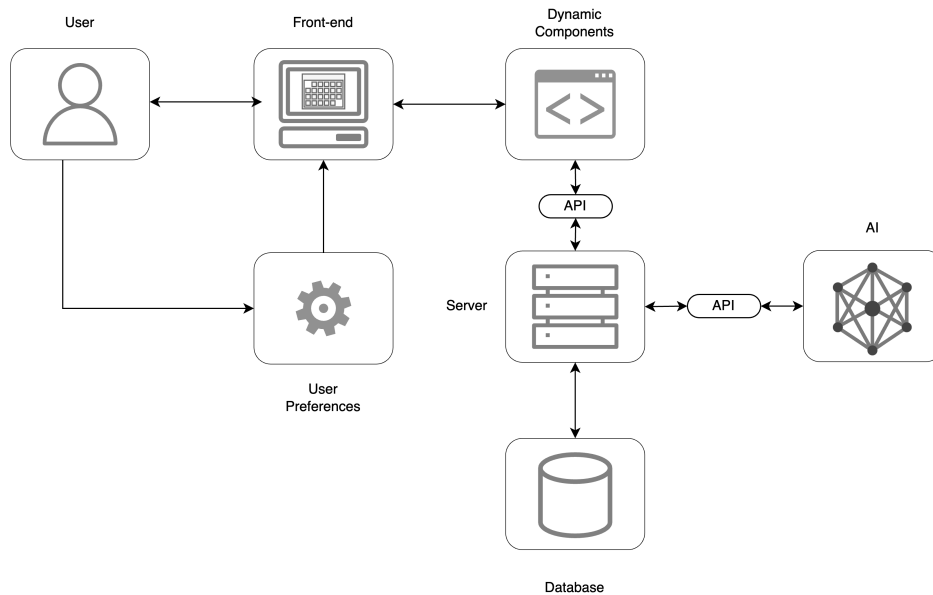 User
Front-end
Dynamic
Components
API
AI
Server
API
User
Preferences
Database